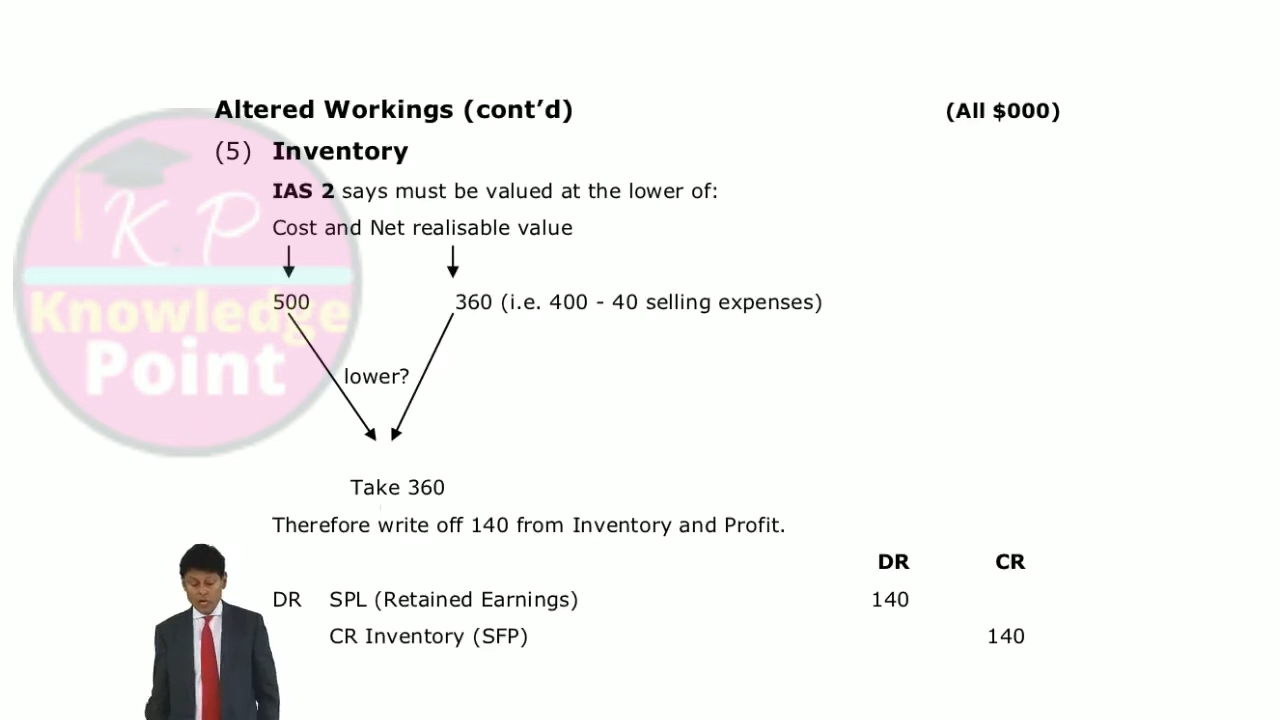 Altered Workings (cont’d) (All $000)
(5) Inventory
IAS 2 says must be valued at the lower of:
Cost and Net realisable value
500 360 (i.e. 400 - 40 selling expenses)
lower?
Take 360
Therefore write off 140 from Inventory and Profit.
DR CR
DR SPL (Retained Earnings) 140
CR Inventory (SFP) 140
K P
Knowledge
Point